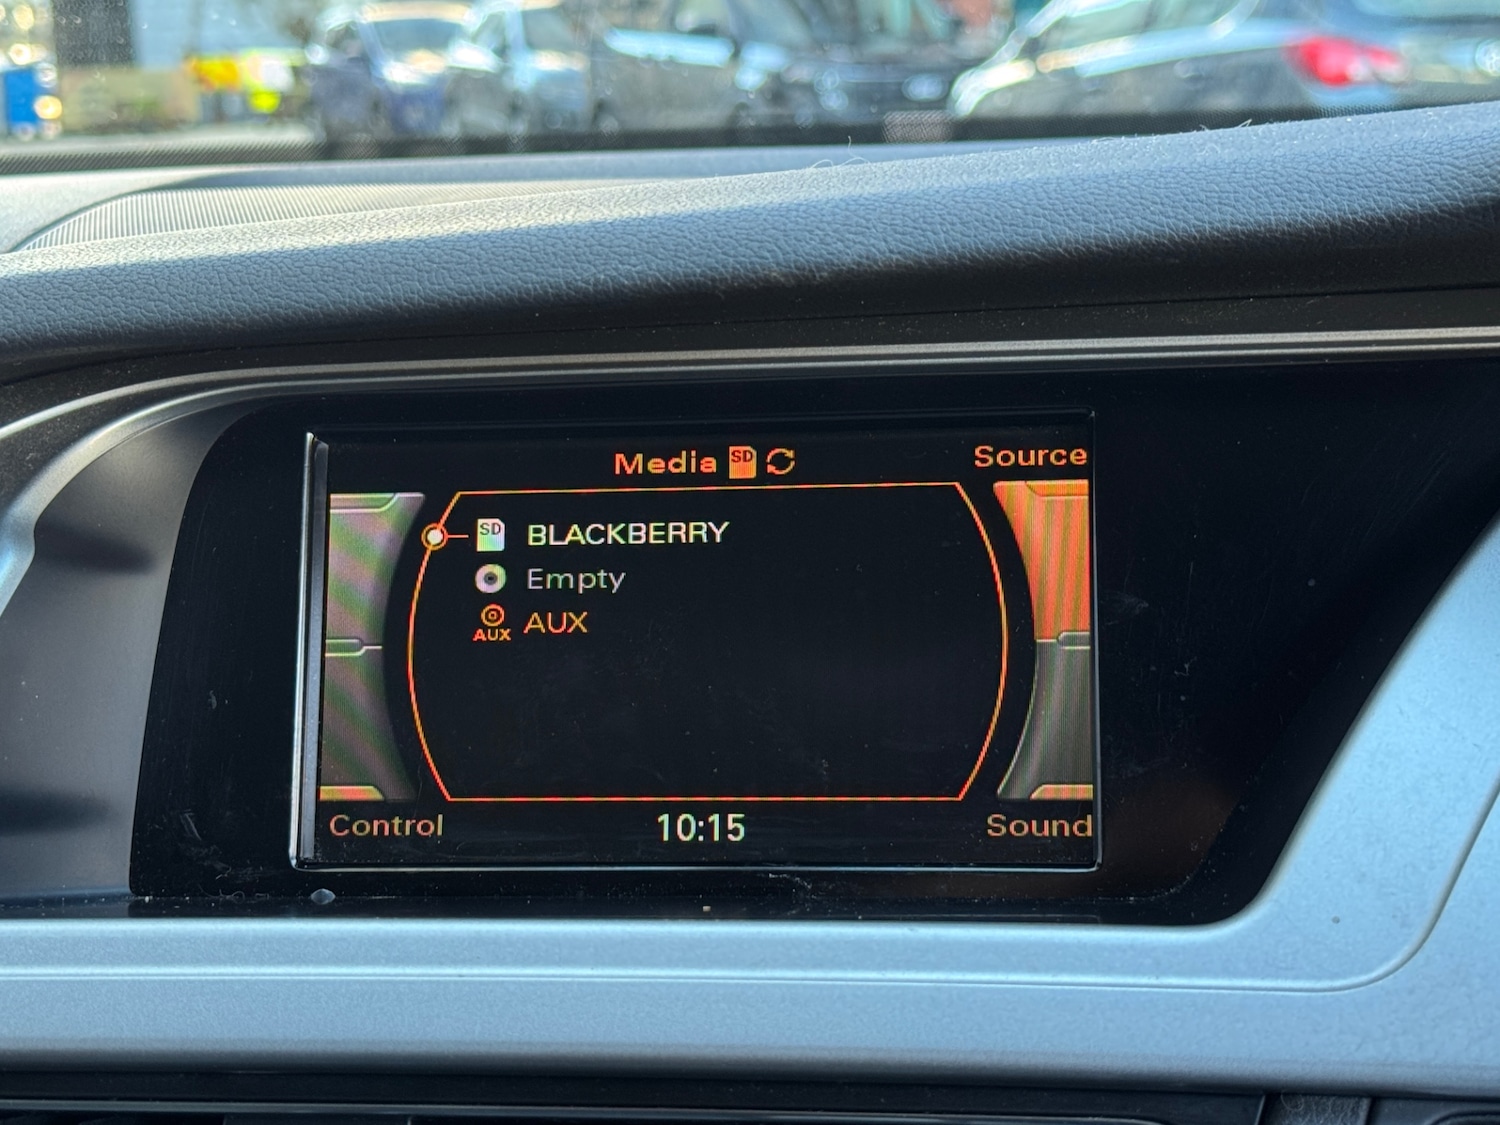 Media SD
Source
SD BLACKBERRY
Empty
AUX AUX
Control
10:15
Sound